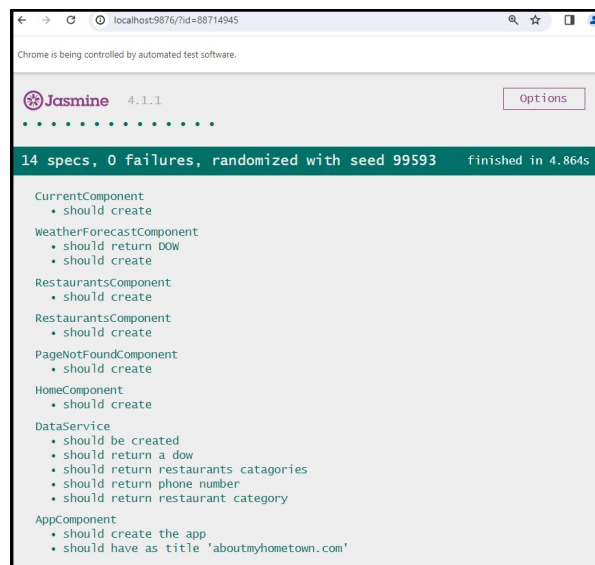 localhost:9876/?id=88714945
Chrome is being controlled by automated test software.
Jasmine 4.1.1
Options
14 specs, 0 failures, randomized with seed 99593 finished in 4.864s
CurrentComponent
• should create
WeatherForecastComponent
• should return DOW
• should create
RestaurantsComponent
• should create
RestaurantsComponent
• should create
PageNotFoundComponent
• should create
HomeComponent
• should create
DataService
• should be created
• should return a dow
• should return restaurants catagories
• should return phone number
• should return restaurant category
AppComponent
• should create the app
• should have as title 'aboutmyhometown.com'